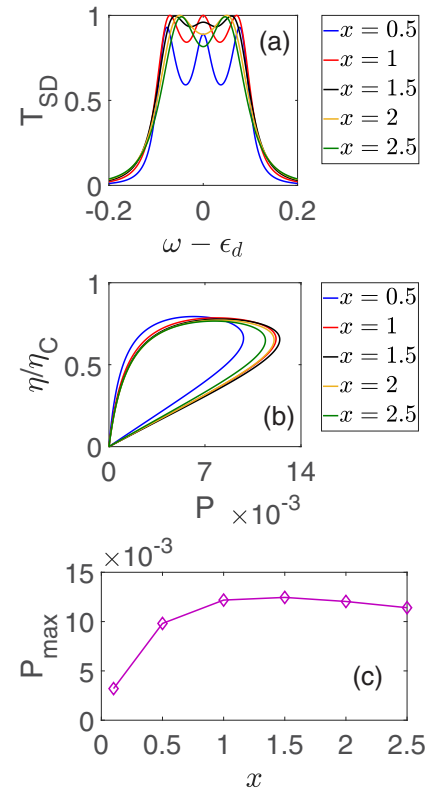 1
0.5
0
T_SD
-0.2
0
0.2
ω − ϵ_d
(a)
x = 0.5
x = 1
x = 1.5
x = 2
x = 2.5
1
0.5
0
η/η_C
0
7
14
P
×10⁻³
(b)
x = 0.5
x = 1
x = 1.5
x = 2
x = 2.5
×10⁻³
15
10
5
0
P_max
0
0.5
1
1.5
2
2.5
x
(c)